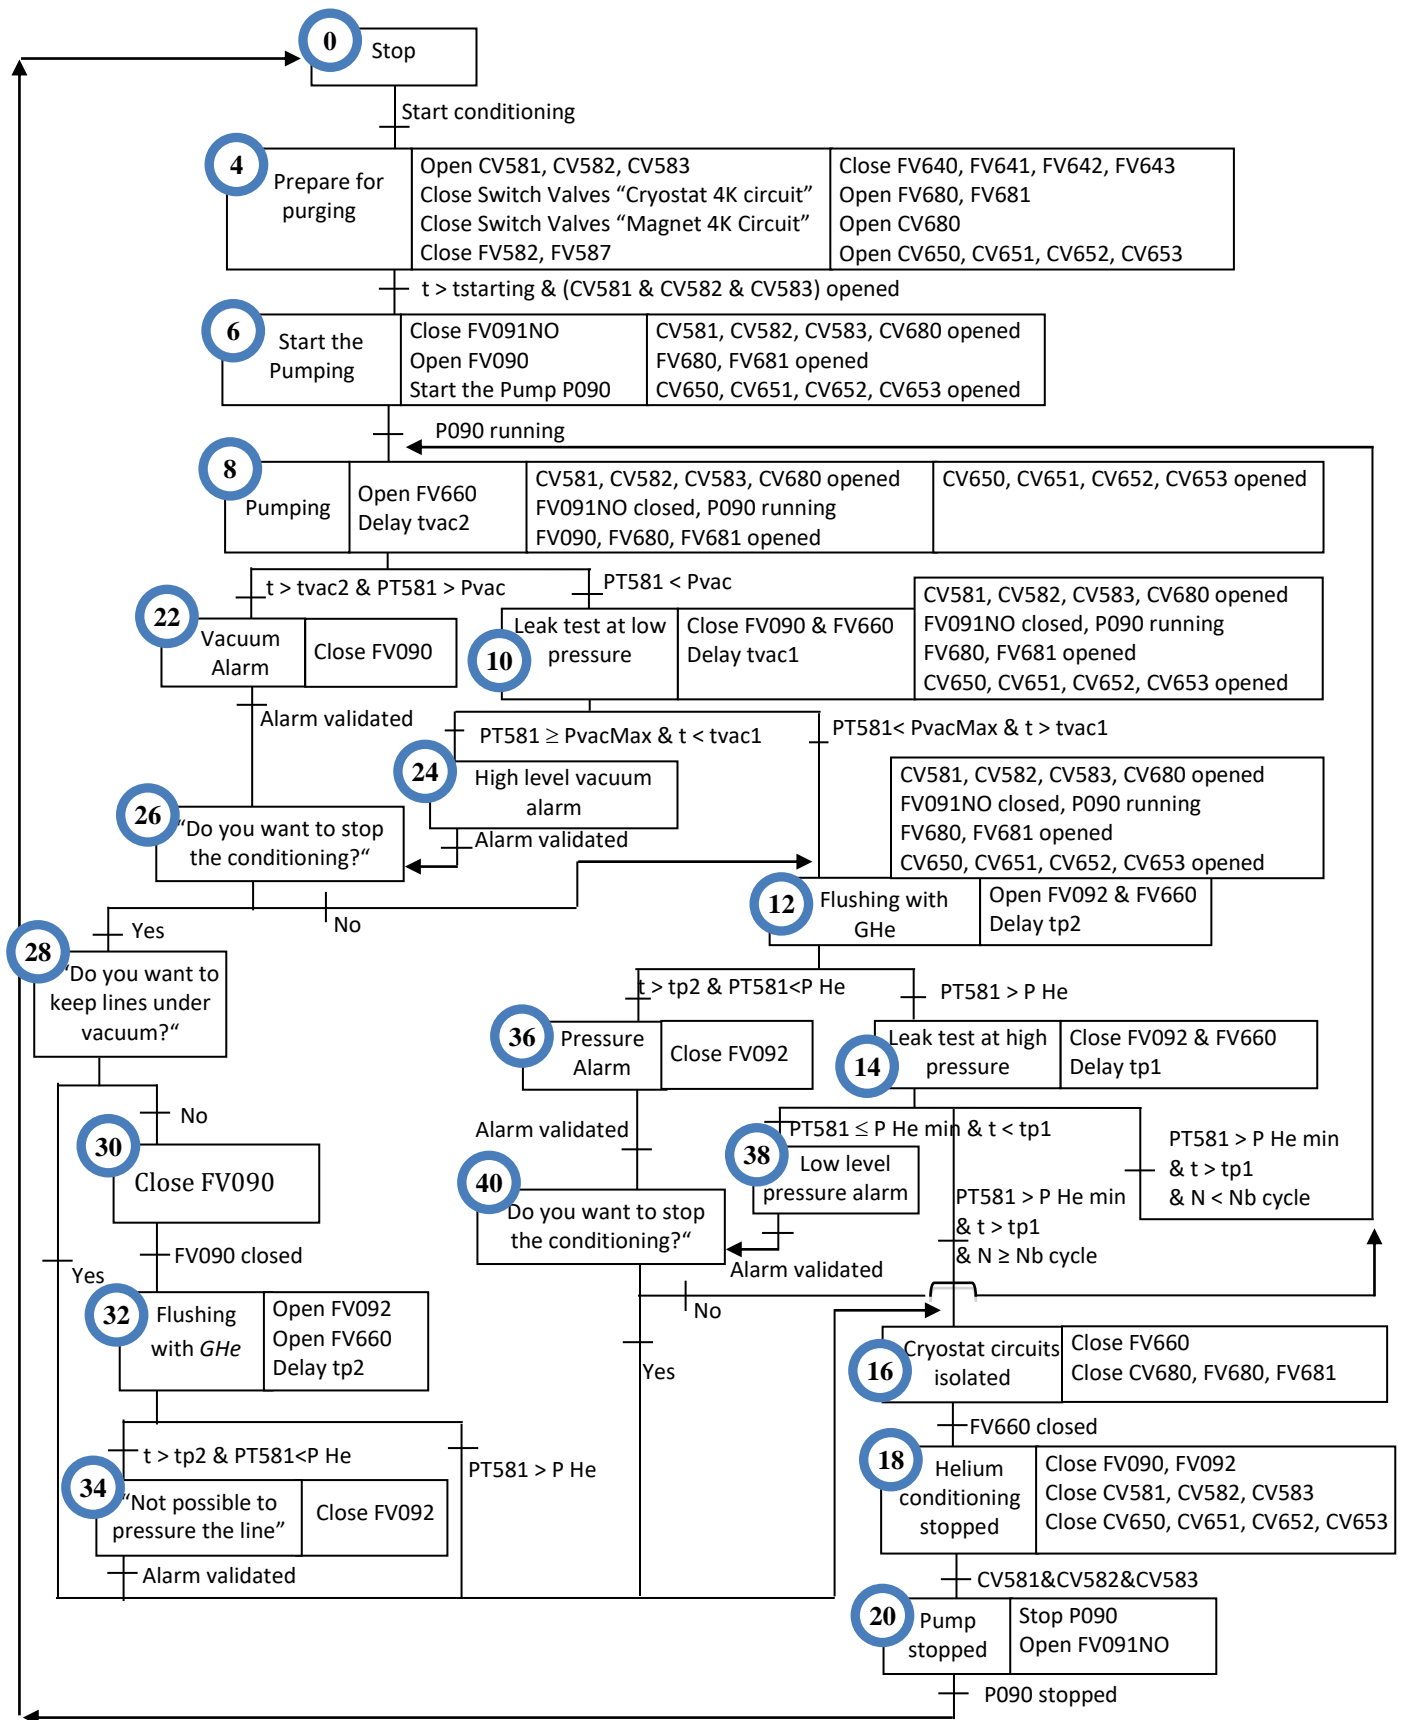 0
Stop
Start conditioning
4
Prepare for
purging
Open CV581, CV582, CV583
Close Switch Valves “Cryostat 4K circuit”
Close Switch Valves “Magnet 4K Circuit”
Close FV582, FV587
Close FV640, FV641, FV642, FV643
Open FV680, FV681
Open CV680
Open CV650, CV651, CV652, CV653
t > tstarting & (CV581 & CV582 & CV583) opened
6
Start the
Pumping
Close FV091NO
Open FV090
Start the Pump P090
CV581, CV582, CV583, CV680 opened
FV680, FV681 opened
CV650, CV651, CV652, CV653 opened
P090 running
8
Pumping
Open FV660
Delay tvac2
CV581, CV582, CV583, CV680 opened
FV091NO closed, P090 running
FV090, FV680, FV681 opened
CV650, CV651, CV652, CV653 opened
t > tvac2 & PT581 > Pvac
PT581 < Pvac
22
Vacuum
Alarm
Close FV090
Alarm validated
10
Leak test at low
pressure
Close FV090 & FV660
Delay tvac1
CV581, CV582, CV583, CV680 opened
FV091NO closed, P090 running
FV680, FV681 opened
CV650, CV651, CV652, CV653 opened
PT581 ≥ PvacMax & t < tvac1
PT581< PvacMax & t > tvac1
24
High level vacuum
alarm
Alarm validated
26
“Do you want to stop
the conditioning?“
No
Yes
CV581, CV582, CV583, CV680 opened
FV091NO closed, P090 running
FV680, FV681 opened
CV650, CV651, CV652, CV653 opened
12
Flushing with
GHe
Open FV092 & FV660
Delay tp2
28
“Do you want to
keep lines under
vacuum?“
t > tp2 & PT581<P He
PT581 > P He
36
Pressure
Alarm
Close FV092
14
Leak test at high
pressure
Close FV092 & FV660
Delay tp1
No
30
Close FV090
Alarm validated
PT581 ≤ P He min & t < tp1
38
Low level
pressure alarm
PT581 > P He min
& t > tp1
& N < Nb cycle
PT581 > P He min
& t > tp1
& N ≥ Nb cycle
40
Do you want to stop
the conditioning?“
Alarm validated
No
Yes
FV090 closed
Yes
32
Flushing
with GHe
Open FV092
Open FV660
Delay tp2
16
Cryostat circuits
isolated
Close FV660
Close CV680, FV680, FV681
FV660 closed
t > tp2 & PT581<P He
PT581 > P He
34
“Not possible to
pressure the line”
Close FV092
Alarm validated
18
Helium
conditioning
stopped
Close FV090, FV092
Close CV581, CV582, CV583
Close CV650, CV651, CV652, CV653
CV581&CV582&CV583
20
Pump
stopped
Stop P090
Open FV091NO
P090 stopped